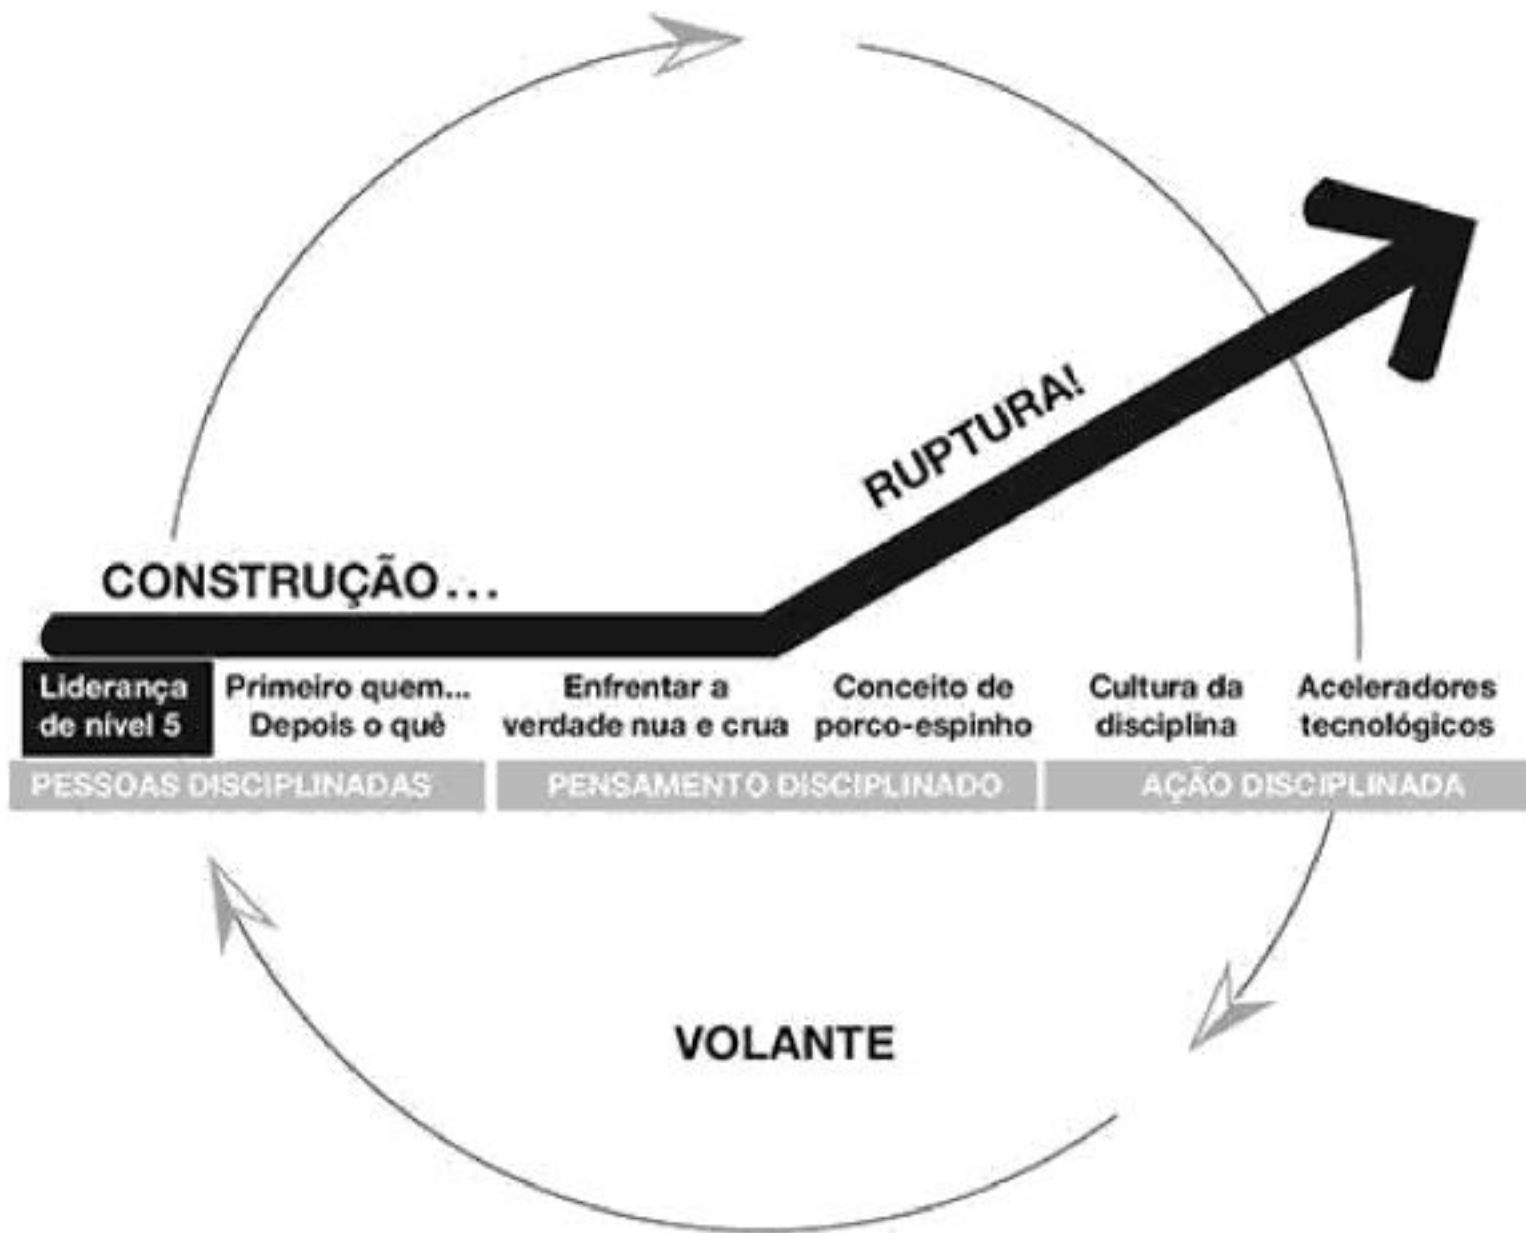 RUPTURA!
CONSTRUÇÃO...
Liderança
de nível 5
Primeiro quem...
Depois o quê
Enfrentar a
verdade nua e crua
Conceito de
porco-espinho
Cultura da
disciplina
Aceleradores
tecnológicos
PESSOAS DISCIPLINADAS
PENSAMENTO DISCIPLINADO
AÇÃO DISCIPLINADA
VOLANTE